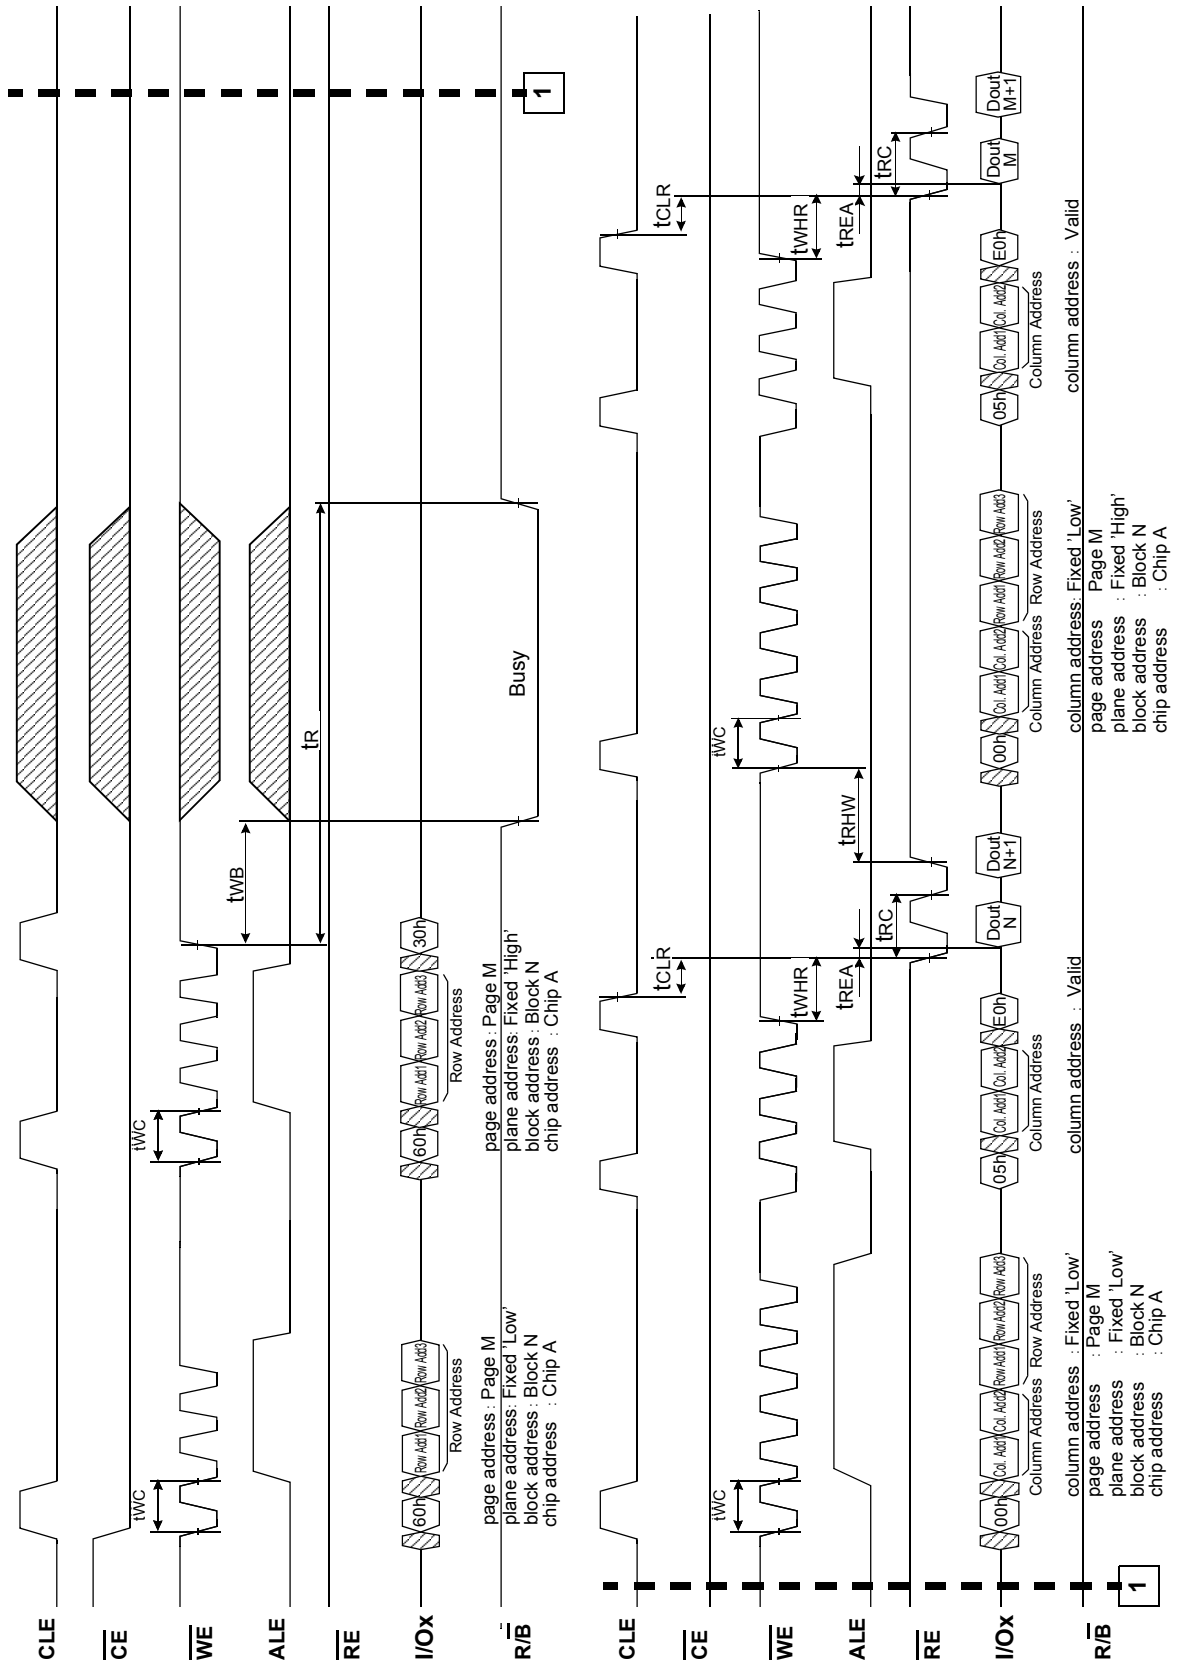 CLE
CE
tWC
tWC
WE
tWB
ALE
tR
RE
60h Row Add1 Row Add2 Row Add3
60h Row Add1 Row Add2 Row Add3 30h
I/Ox
Row Address
Row Address
page address : Page M
plane address: Fixed 'Low'
block address : Block N
chip address : Chip A
page address : Page M
plane address: Fixed 'High'
block address : Block N
chip address : Chip A
R/B
Busy
1
CLE
tCLR
tCLR
CE
tWC
tWC
WE
tWHR
tWHR
ALE
tREA
tRHW
tREA
tRC
tRC
RE
00h Col. Add1 Col. Add2 Row Add1 Row Add2 Row Add3
05h Col. Add1 Col. Add2 E0h
Dout N
Dout N+1
00h Col. Add1 Col. Add2 Row Add1 Row Add2 Row Add3
05h Col. Add1 Col. Add2 E0h
Dout M
Dout M+1
I/Ox
Column Address Row Address
Column Address
Column Address Row Address
Column Address
column address : Fixed 'Low'
page address : Page M
plane address : Fixed 'Low'
block address : Block N
chip address : Chip A
column address : Valid
column address: Fixed 'Low'
page address Page M
plane address : Fixed 'High'
block address : Block N
chip address : Chip A
column address : Valid
R/B
1